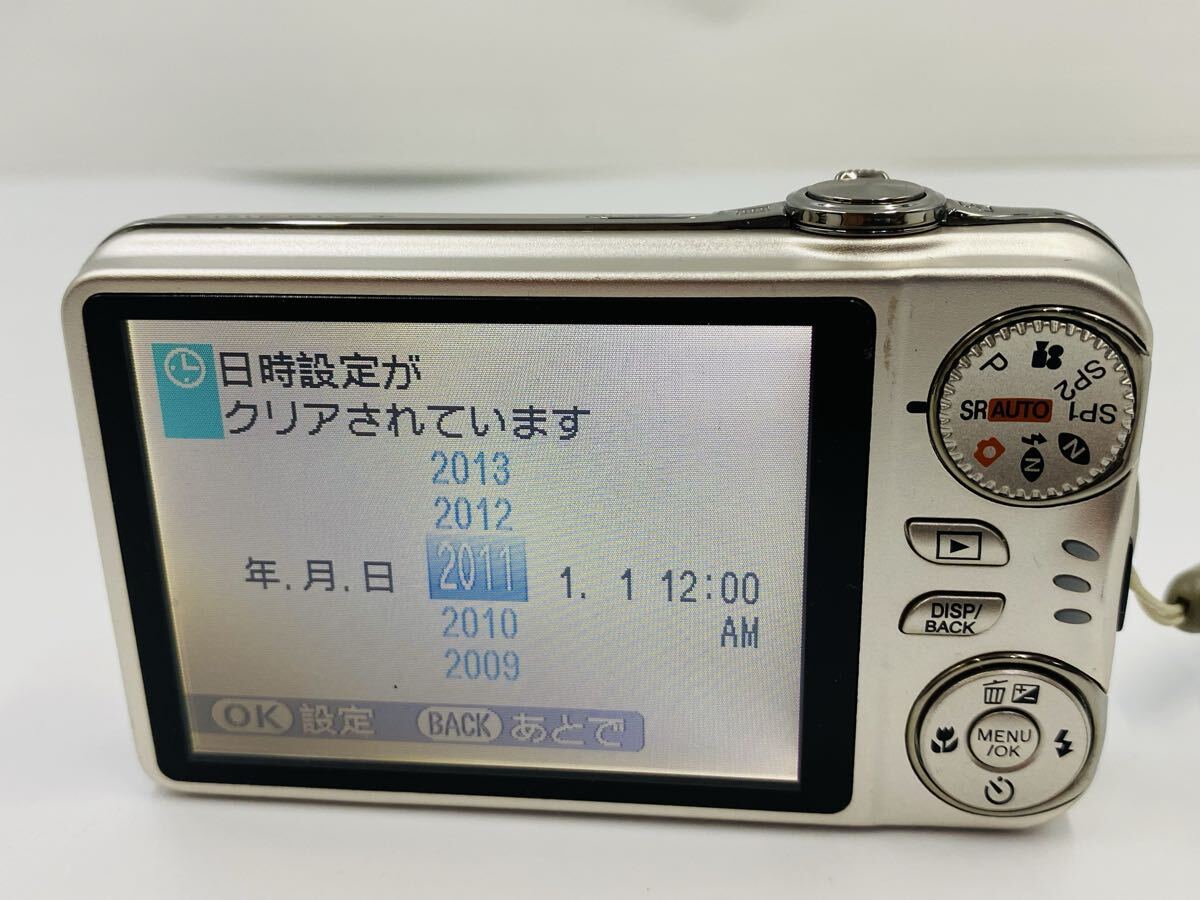 日時設定が
クリアされています
2013
2012
年.月.日 2011 1. 1 12:00
2010 AM
2009
OK 設定 BACK あとで
P
SP2
SR AUTO SP1
N
N
DISP/
BACK
MENU
/OK